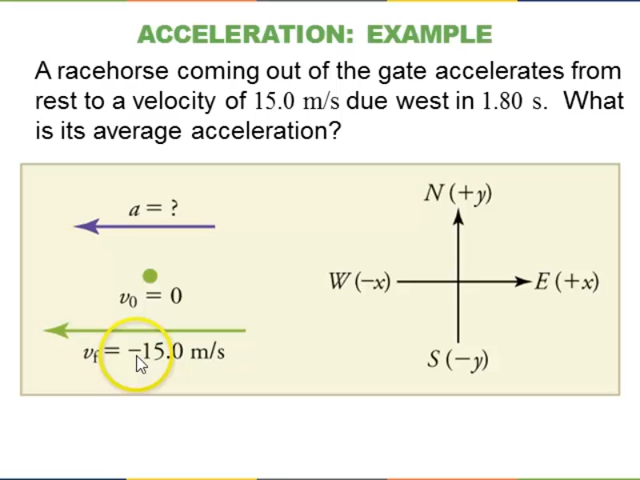 ACCELERATION: EXAMPLE
A racehorse coming out of the gate accelerates from
rest to a velocity of 15.0 m/s due west in 1.80 s. What
is its average acceleration?
a = ?
v₀ = 0
v_f = −15.0 m/s
N (+y)
W (−x)
E (+x)
S (−y)